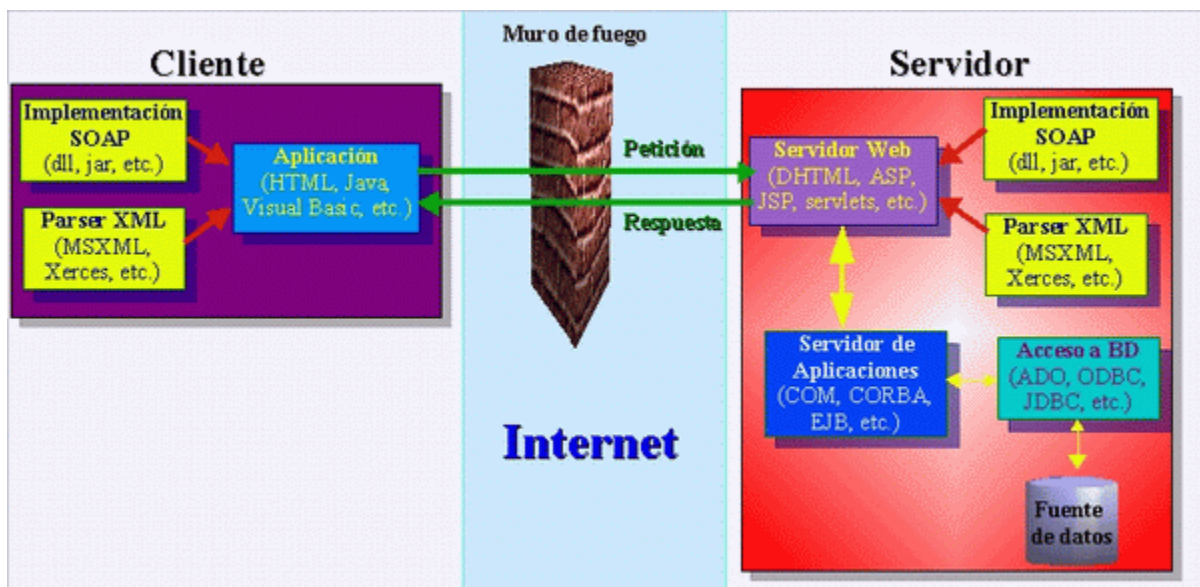 Cliente
Implementación
SOAP
(dll, jar, etc.)
Parser XML
(MSXML,
Xerces, etc.)
Aplicación
(HTML, Java,
Visual Basic, etc.)
Muro de fuego
Petición
Respuesta
Internet
Servidor
Servidor Web
(DHTML, ASP,
JSP, servlets, etc.)
Implementación
SOAP
(dll, jar, etc.)
Parser XML
(MSXML,
Xerces, etc.)
Servidor de
Aplicaciones
(COM, CORBA,
EJB, etc.)
Acceso a BD
(ADO, ODBC,
JDBC, etc.)
Fuente
de datos